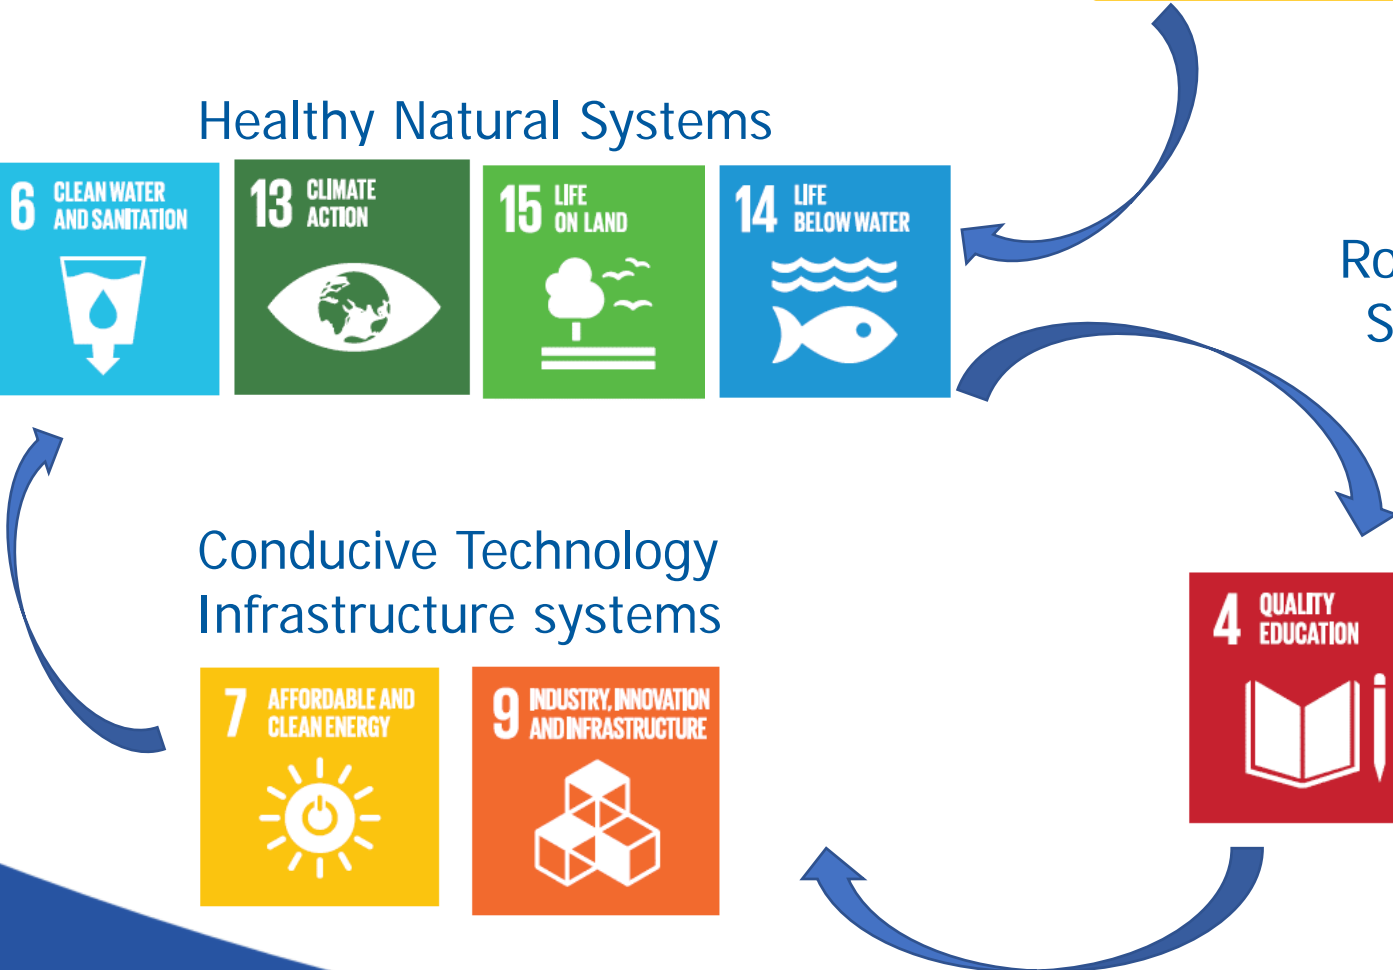 Healthy Natural Systems
6 CLEAN WATER
AND SANITATION
13 CLIMATE
ACTION
15 LIFE
ON LAND
14 LIFE
BELOW WATER
Ro
S
Conducive Technology
Infrastructure systems
4 QUALITY
EDUCATION
7 AFFORDABLE AND
CLEAN ENERGY
9 INDUSTRY, INNOVATION
AND INFRASTRUCTURE